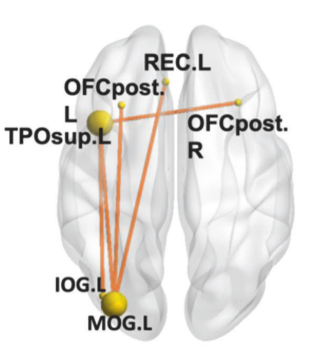 REC.L
OFCpost.
L
TPOsup.L
OFCpost.
R
IOG.L
MOG.L